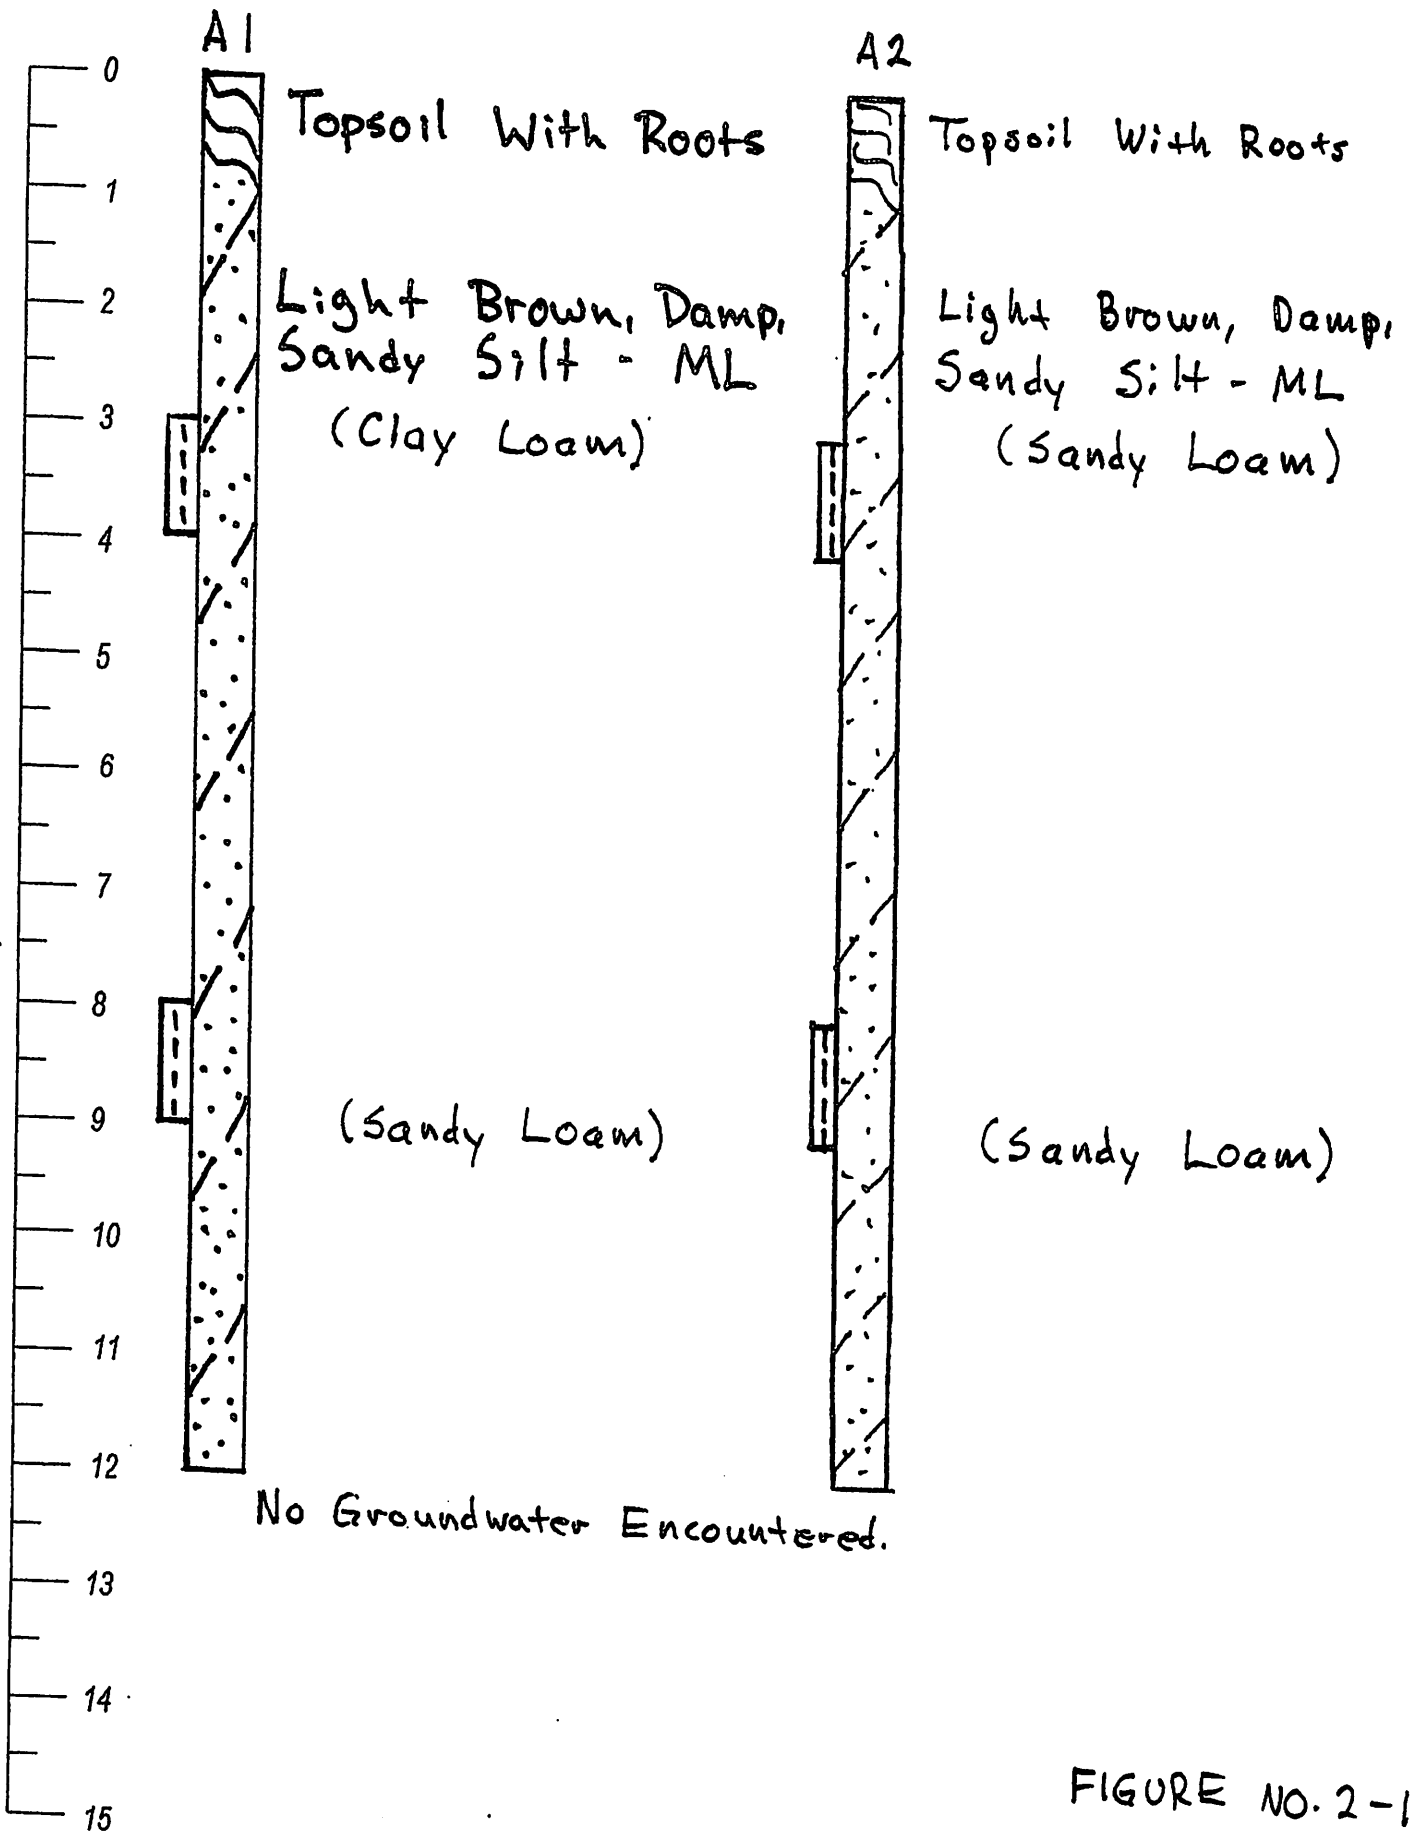 A1
A2
0
Topsoil With Roots
Topsoil With Roots
1
2
Light Brown, Damp,
Sandy Silt - ML
(Clay Loam)
Light Brown, Damp,
Sandy Silt - ML
(Sandy Loam)
3
4
5
6
7
8
9
(Sandy Loam)
(Sandy Loam)
10
11
12
No Groundwater Encountered.
13
14
15
FIGURE NO. 2-1